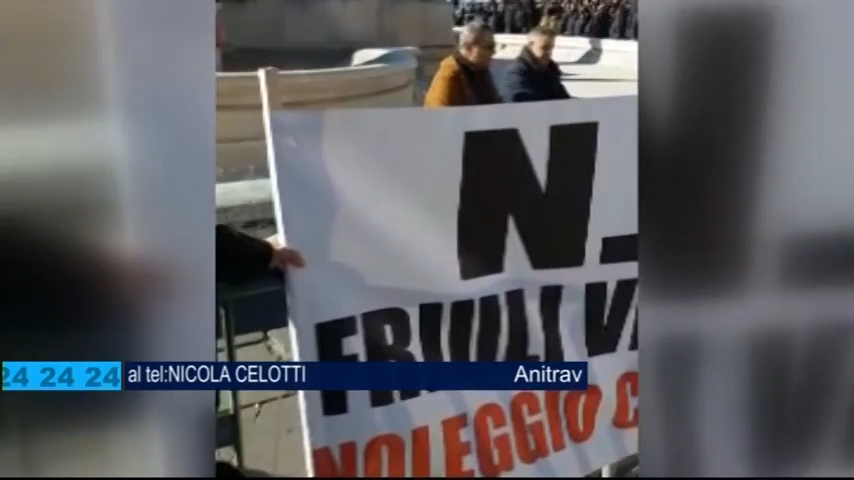 N
FRIULI V
24 24 24 al tel:NICOLA CELOTTI Anitrav
NOLEGGIO C